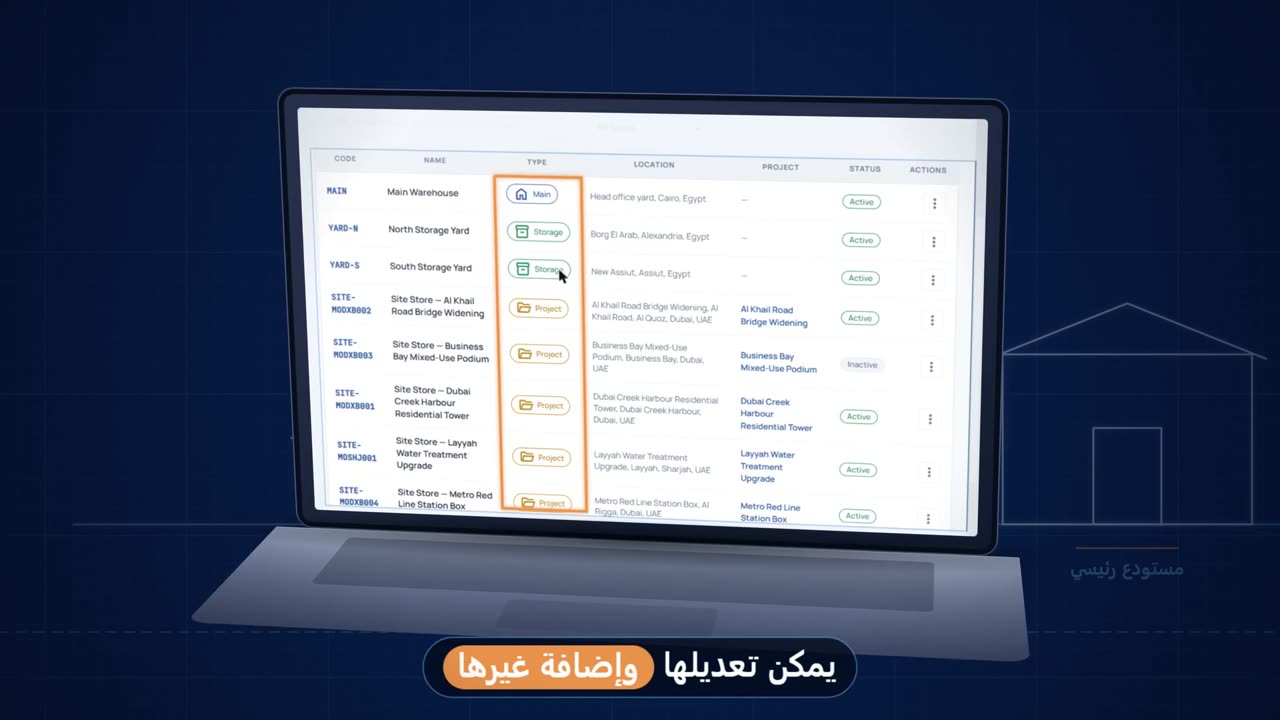 CODE NAME TYPE LOCATION PROJECT STATUS ACTIONS
MAIN Main Warehouse Main Head office yard, Cairo, Egypt — Active
YARD-N North Storage Yard Storage Borg El Arab, Alexandria, Egypt — Active
YARD-S South Storage Yard Storage New Assiut, Assiut, Egypt — Active
SITE-
MODXB002
Site Store — Al Khail
Road Bridge Widening
Project
Al Khail Road Bridge Widening, Al
Khail Road, Al Quoz, Dubai, UAE
Al Khail Road
Bridge Widening
Active
SITE-
MODXB003
Site Store — Business
Bay Mixed-Use Podium
Project
Business Bay Mixed-Use
Podium, Business Bay, Dubai,
UAE
Business Bay
Mixed-Use Podium
Inactive
SITE-
MODXB001
Site Store — Dubai
Creek Harbour
Residential Tower
Project
Dubai Creek Harbour Residential
Tower, Dubai Creek Harbour,
Dubai, UAE
Dubai Creek
Harbour
Residential Tower
Active
SITE-
MOSHJ001
Site Store — Layyah
Water Treatment
Upgrade
Project
Layyah Water Treatment
Upgrade, Layyah, Sharjah, UAE
Layyah Water
Treatment
Upgrade
Active
SITE-
MODXB004
Site Store — Metro Red
Line Station Box
Project
Metro Red Line Station Box, Al
Rigga, Dubai, UAE
Metro Red Line
Station Box
Active
مستودع رئيسي
يمكن تعديلها وإضافة غيرها